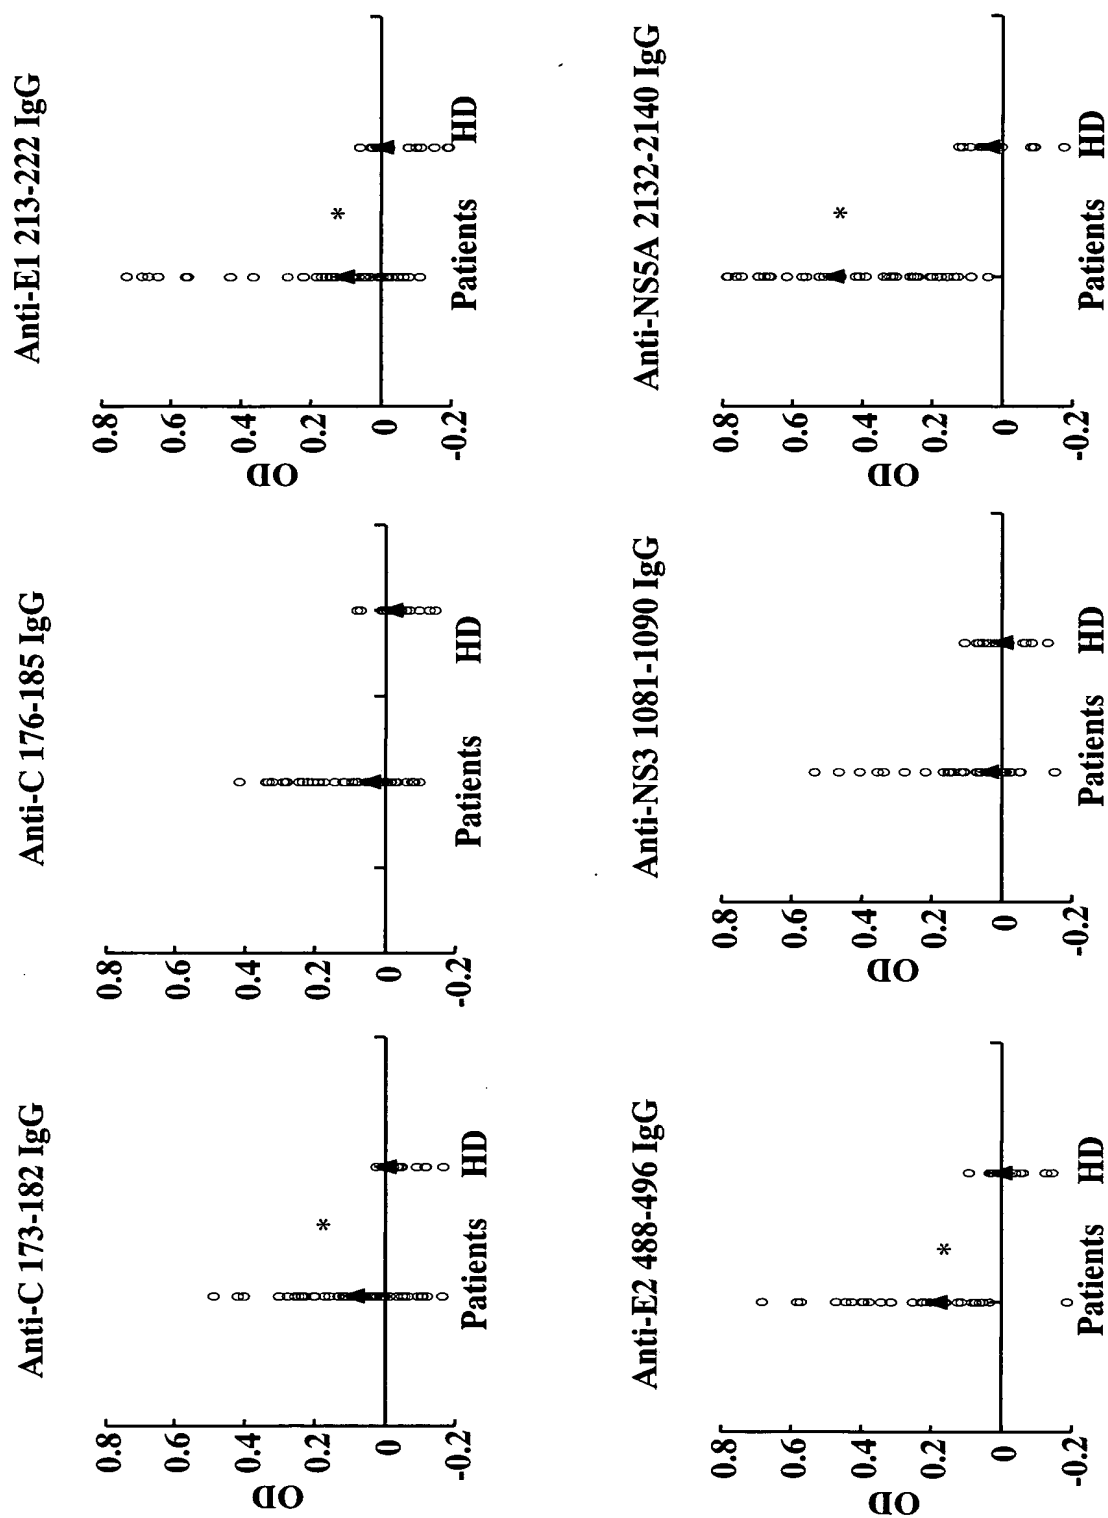 Anti-C 173-182 IgG
OD
0.8
0.6
0.4
0.2
0
-0.2
*
Patients
HD
Anti-C 176-185 IgG
0.8
0.6
0.4
0.2
0
-0.2
Patients
HD
Anti-E1 213-222 IgG
OD
0.8
0.6
0.4
0.2
0
-0.2
*
Patients
HD
Anti-E2 488-496 IgG
OD
0.8
0.6
0.4
0.2
0
-0.2
*
Patients
HD
Anti-NS3 1081-1090 IgG
OD
0.8
0.6
0.4
0.2
0
-0.2
Patients
HD
Anti-NS5A 2132-2140 IgG
OD
0.8
0.6
0.4
0.2
0
-0.2
*
Patients
HD